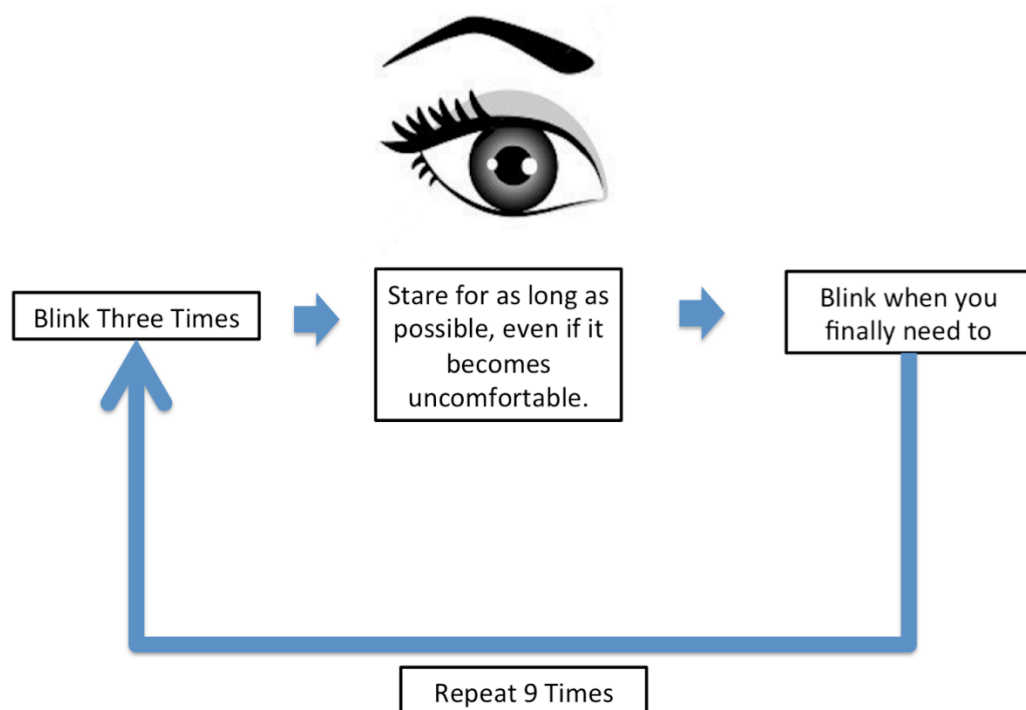 Blink Three Times
Stare for as long as
possible, even if it
becomes
uncomfortable.
Blink when you
finally need to
Repeat 9 Times